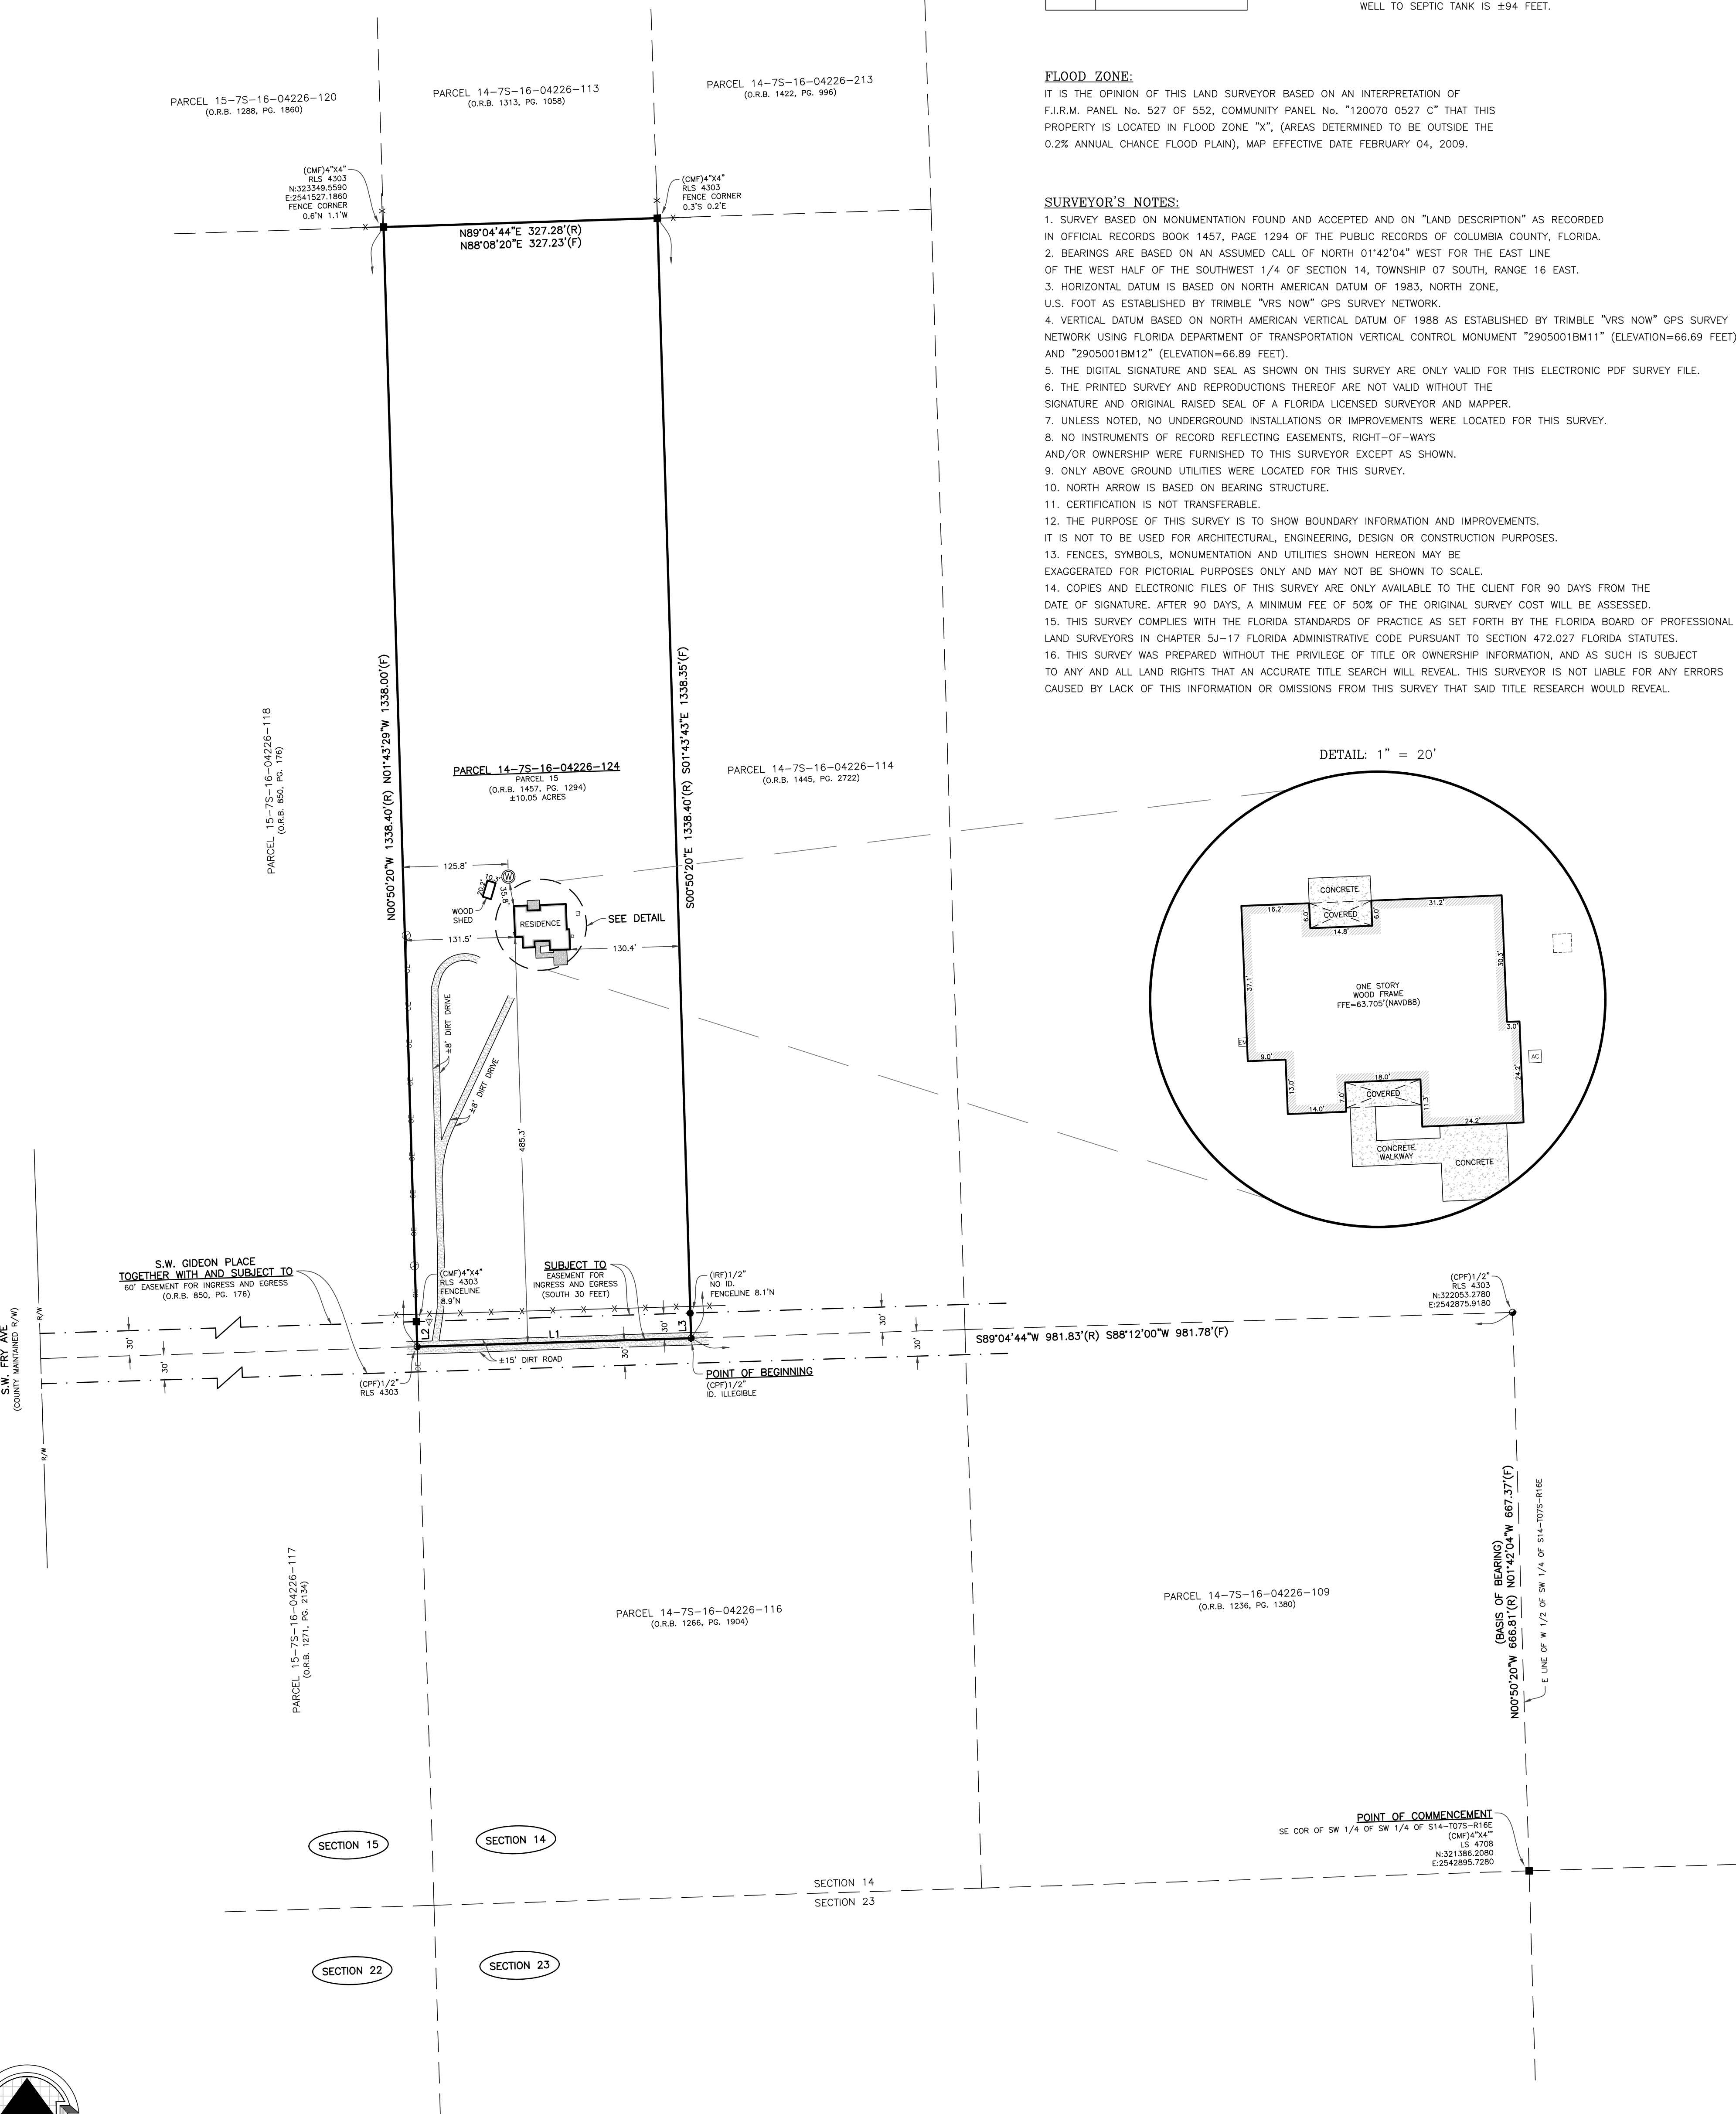 WELL TO SEPTIC TANK IS ±94 FEET.
FLOOD ZONE:
IT IS THE OPINION OF THIS LAND SURVEYOR BASED ON AN INTERPRETATION OF
F.I.R.M. PANEL No. 527 OF 552, COMMUNITY PANEL No. "120070 0527 C" THAT THIS
PROPERTY IS LOCATED IN FLOOD ZONE "X", (AREAS DETERMINED TO BE OUTSIDE THE
0.2% ANNUAL CHANCE FLOOD PLAIN), MAP EFFECTIVE DATE FEBRUARY 04, 2009.
SURVEYOR'S NOTES:
1. SURVEY BASED ON MONUMENTATION FOUND AND ACCEPTED AND ON "LAND DESCRIPTION" AS RECORDED
IN OFFICIAL RECORDS BOOK 1457, PAGE 1294 OF THE PUBLIC RECORDS OF COLUMBIA COUNTY, FLORIDA.
2. BEARINGS ARE BASED ON AN ASSUMED CALL OF NORTH 01°42'04" WEST FOR THE EAST LINE
OF THE WEST HALF OF THE SOUTHWEST 1/4 OF SECTION 14, TOWNSHIP 07 SOUTH, RANGE 16 EAST.
3. HORIZONTAL DATUM IS BASED ON NORTH AMERICAN DATUM OF 1983, NORTH ZONE,
U.S. FOOT AS ESTABLISHED BY TRIMBLE "VRS NOW" GPS SURVEY NETWORK.
4. VERTICAL DATUM BASED ON NORTH AMERICAN VERTICAL DATUM OF 1988 AS ESTABLISHED BY TRIMBLE "VRS NOW" GPS SURVEY
NETWORK USING FLORIDA DEPARTMENT OF TRANSPORTATION VERTICAL CONTROL MONUMENT "2905001BM11" (ELEVATION=66.69 FEET)
AND "2905001BM12" (ELEVATION=66.89 FEET).
5. THE DIGITAL SIGNATURE AND SEAL AS SHOWN ON THIS SURVEY ARE ONLY VALID FOR THIS ELECTRONIC PDF SURVEY FILE.
6. THE PRINTED SURVEY AND REPRODUCTIONS THEREOF ARE NOT VALID WITHOUT THE
SIGNATURE AND ORIGINAL RAISED SEAL OF A FLORIDA LICENSED SURVEYOR AND MAPPER.
7. UNLESS NOTED, NO UNDERGROUND INSTALLATIONS OR IMPROVEMENTS WERE LOCATED FOR THIS SURVEY.
8. NO INSTRUMENTS OF RECORD REFLECTING EASEMENTS, RIGHT-OF-WAYS
AND/OR OWNERSHIP WERE FURNISHED TO THIS SURVEYOR EXCEPT AS SHOWN.
9. ONLY ABOVE GROUND UTILITIES WERE LOCATED FOR THIS SURVEY.
10. NORTH ARROW IS BASED ON BEARING STRUCTURE.
11. CERTIFICATION IS NOT TRANSFERABLE.
12. THE PURPOSE OF THIS SURVEY IS TO SHOW BOUNDARY INFORMATION AND IMPROVEMENTS.
IT IS NOT TO BE USED FOR ARCHITECTURAL, ENGINEERING, DESIGN OR CONSTRUCTION PURPOSES.
13. FENCES, SYMBOLS, MONUMENTATION AND UTILITIES SHOWN HEREON MAY BE
EXAGGERATED FOR PICTORIAL PURPOSES ONLY AND MAY NOT BE SHOWN TO SCALE.
14. COPIES AND ELECTRONIC FILES OF THIS SURVEY ARE ONLY AVAILABLE TO THE CLIENT FOR 90 DAYS FROM THE
DATE OF SIGNATURE. AFTER 90 DAYS, A MINIMUM FEE OF 50% OF THE ORIGINAL SURVEY COST WILL BE ASSESSED.
15. THIS SURVEY COMPLIES WITH THE FLORIDA STANDARDS OF PRACTICE AS SET FORTH BY THE FLORIDA BOARD OF PROFESSIONAL
LAND SURVEYORS IN CHAPTER 5J-17 FLORIDA ADMINISTRATIVE CODE PURSUANT TO SECTION 472.027 FLORIDA STATUTES.
16. THIS SURVEY WAS PREPARED WITHOUT THE PRIVILEGE OF TITLE OR OWNERSHIP INFORMATION, AND AS SUCH IS SUBJECT
TO ANY AND ALL LAND RIGHTS THAT AN ACCURATE TITLE SEARCH WILL REVEAL. THIS SURVEYOR IS NOT LIABLE FOR ANY ERRORS
CAUSED BY LACK OF THIS INFORMATION OR OMISSIONS FROM THIS SURVEY THAT SAID TITLE RESEARCH WOULD REVEAL.
PARCEL 15-7S-16-04226-120
(O.R.B. 1288, PG. 1860)
PARCEL 14-7S-16-04226-113
(O.R.B. 1313, PG. 1058)
PARCEL 14-7S-16-04226-213
(O.R.B. 1422, PG. 996)
(CMF)4"X4"
RLS 4303
N:323349.5590
E:2541527.1860
FENCE CORNER
0.6'N 1.1'W
(CMF)4"X4"
RLS 4303
FENCE CORNER
0.3'S 0.2'E
N89°04'44"E 327.28'(R)
N88°08'20"E 327.23'(F)
N00°50'20"W 1338.40'(R) N01°43'29"W 1338.00'(F)
S00°50'20"E 1338.40'(R) S01°43'43"E 1338.35'(F)
PARCEL 15-7S-16-04226-118
(O.R.B. 850, PG. 176)
PARCEL 14-7S-16-04226-124
PARCEL 15
(O.R.B. 1457, PG. 1294)
±10.05 ACRES
PARCEL 14-7S-16-04226-114
(O.R.B. 1445, PG. 2722)
125.8'
W
10.3'
20.2'
35.8'
WOOD
SHED
RESIDENCE
SEE DETAIL
131.5'
130.4'
±8' DIRT DRIVE
±8' DIRT DRIVE
485.3'
OE
OE
OE
OE
OE
OE
OE
OE
OE
OE
DETAIL: 1" = 20'
CONCRETE
COVERED
16.2'
6.0'
6.0'
14.8'
31.2'
30.3'
37.1'
ONE STORY
WOOD FRAME
FFE=63.705'(NAVD88)
3.0'
EM
AC
9.0'
13.0'
14.0'
7.0'
18.0'
COVERED
11.3'
24.2'
24.2'
CONCRETE
WALKWAY
CONCRETE
S.W. GIDEON PLACE
TOGETHER WITH AND SUBJECT TO
60' EASEMENT FOR INGRESS AND EGRESS
(O.R.B. 850, PG. 176)
(CMF)4"X4"
RLS 4303
FENCELINE
8.9'N
SUBJECT TO
EASEMENT FOR
INGRESS AND EGRESS
(SOUTH 30 FEET)
(IRF)1/2"
NO ID.
FENCELINE 8.1'N
(CPF)1/2"
RLS 4303
N:322053.2780
E:2542875.9180
S.W. FRY AVE
(COUNTY MAINTAINED R/W)
R/W
R/W
30'
30'
L2
L1
30'
L3
30'
30'
30'
S89°04'44"W 981.83'(R) S88°12'00"W 981.78'(F)
±15' DIRT ROAD
OE
(CPF)1/2"
RLS 4303
POINT OF BEGINNING
(CPF)1/2"
ID. ILLEGIBLE
PARCEL 15-7S-16-04226-117
(O.R.B. 1271, PG. 2134)
PARCEL 14-7S-16-04226-116
(O.R.B. 1266, PG. 1904)
PARCEL 14-7S-16-04226-109
(O.R.B. 1236, PG. 1380)
(BASIS OF BEARING)
N00°50'20"W 666.81'(R) N01°42'04"W 667.37'(F)
E LINE OF W 1/2 OF SW 1/4 OF S14-T07S-R16E
POINT OF COMMENCEMENT
SE COR OF SW 1/4 OF SW 1/4 OF S14-T07S-R16E
(CMF)4"X4""
LS 4708
N:321386.2080
E:2542895.7280
SECTION 15
SECTION 14
SECTION 14
SECTION 23
SECTION 22
SECTION 23